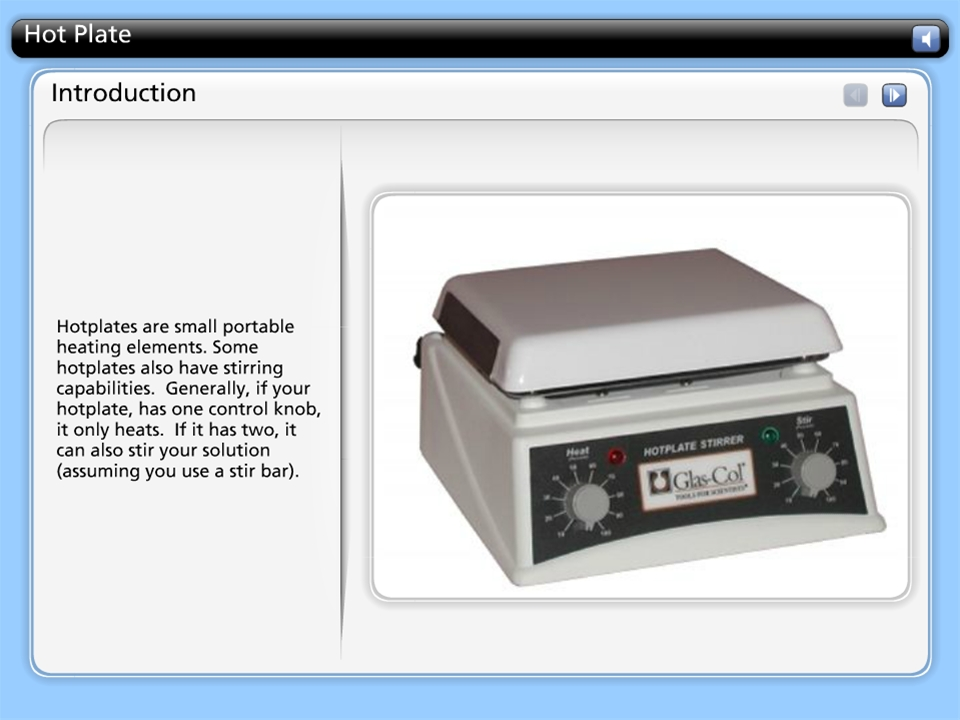 Hot Plate
Introduction
Hotplates are small portable
heating elements. Some
hotplates also have stirring
capabilities.  Generally, if your
hotplate, has one control knob,
it only heats.  If it has two, it
can also stir your solution
(assuming you use a stir bar).
Heat
HOTPLATE STIRRER
Stir
Glas-Col®
TOOLS FOR SCIENTISTS